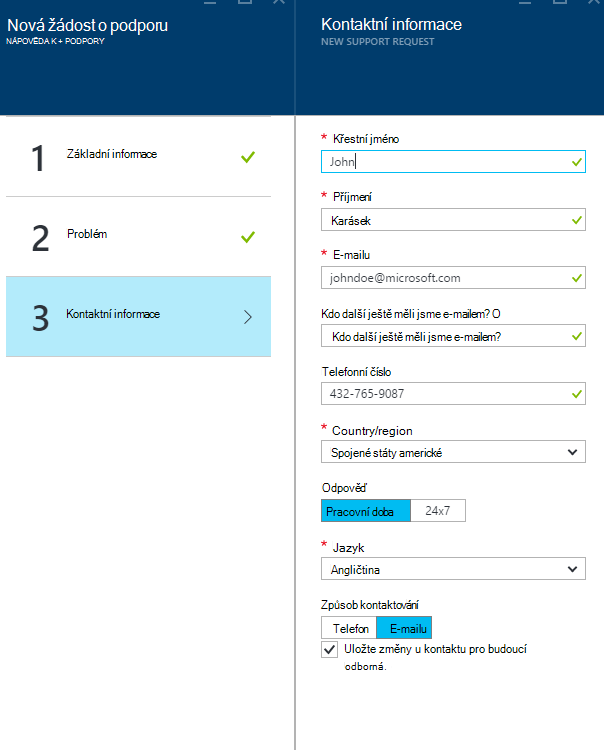 Nová žádost o podporu
NÁPOVĚDA K + PODPORY
1 Základní informace
2 Problém
3 Kontaktní informace
Kontaktní informace
NEW SUPPORT REQUEST
* Křestní jméno
John
* Příjmení
Karásek
* E-mailu
johndoe@microsoft.com
Kdo další ještě měli jsme e-mailem? O
Kdo další ještě měli jsme e-mailem?
Telefonní číslo
432-765-9087
* Country/region
Spojené státy americké
Odpověď
Pracovní doba 24x7
* Jazyk
Angličtina
Způsob kontaktování
Telefon E-mailu
Uložte změny u kontaktu pro budoucí
odborná.